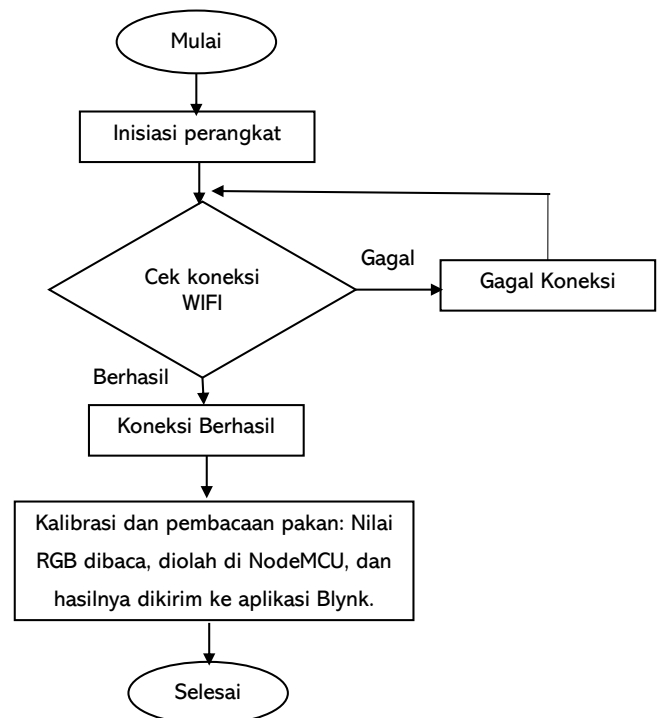 Mulai
Inisiasi perangkat
Cek koneksi
WIFI
Gagal
Gagal Koneksi
Berhasil
Koneksi Berhasil
Kalibrasi dan pembacaan pakan: Nilai
RGB dibaca, diolah di NodeMCU, dan
hasilnya dikirim ke aplikasi Blynk.
Selesai